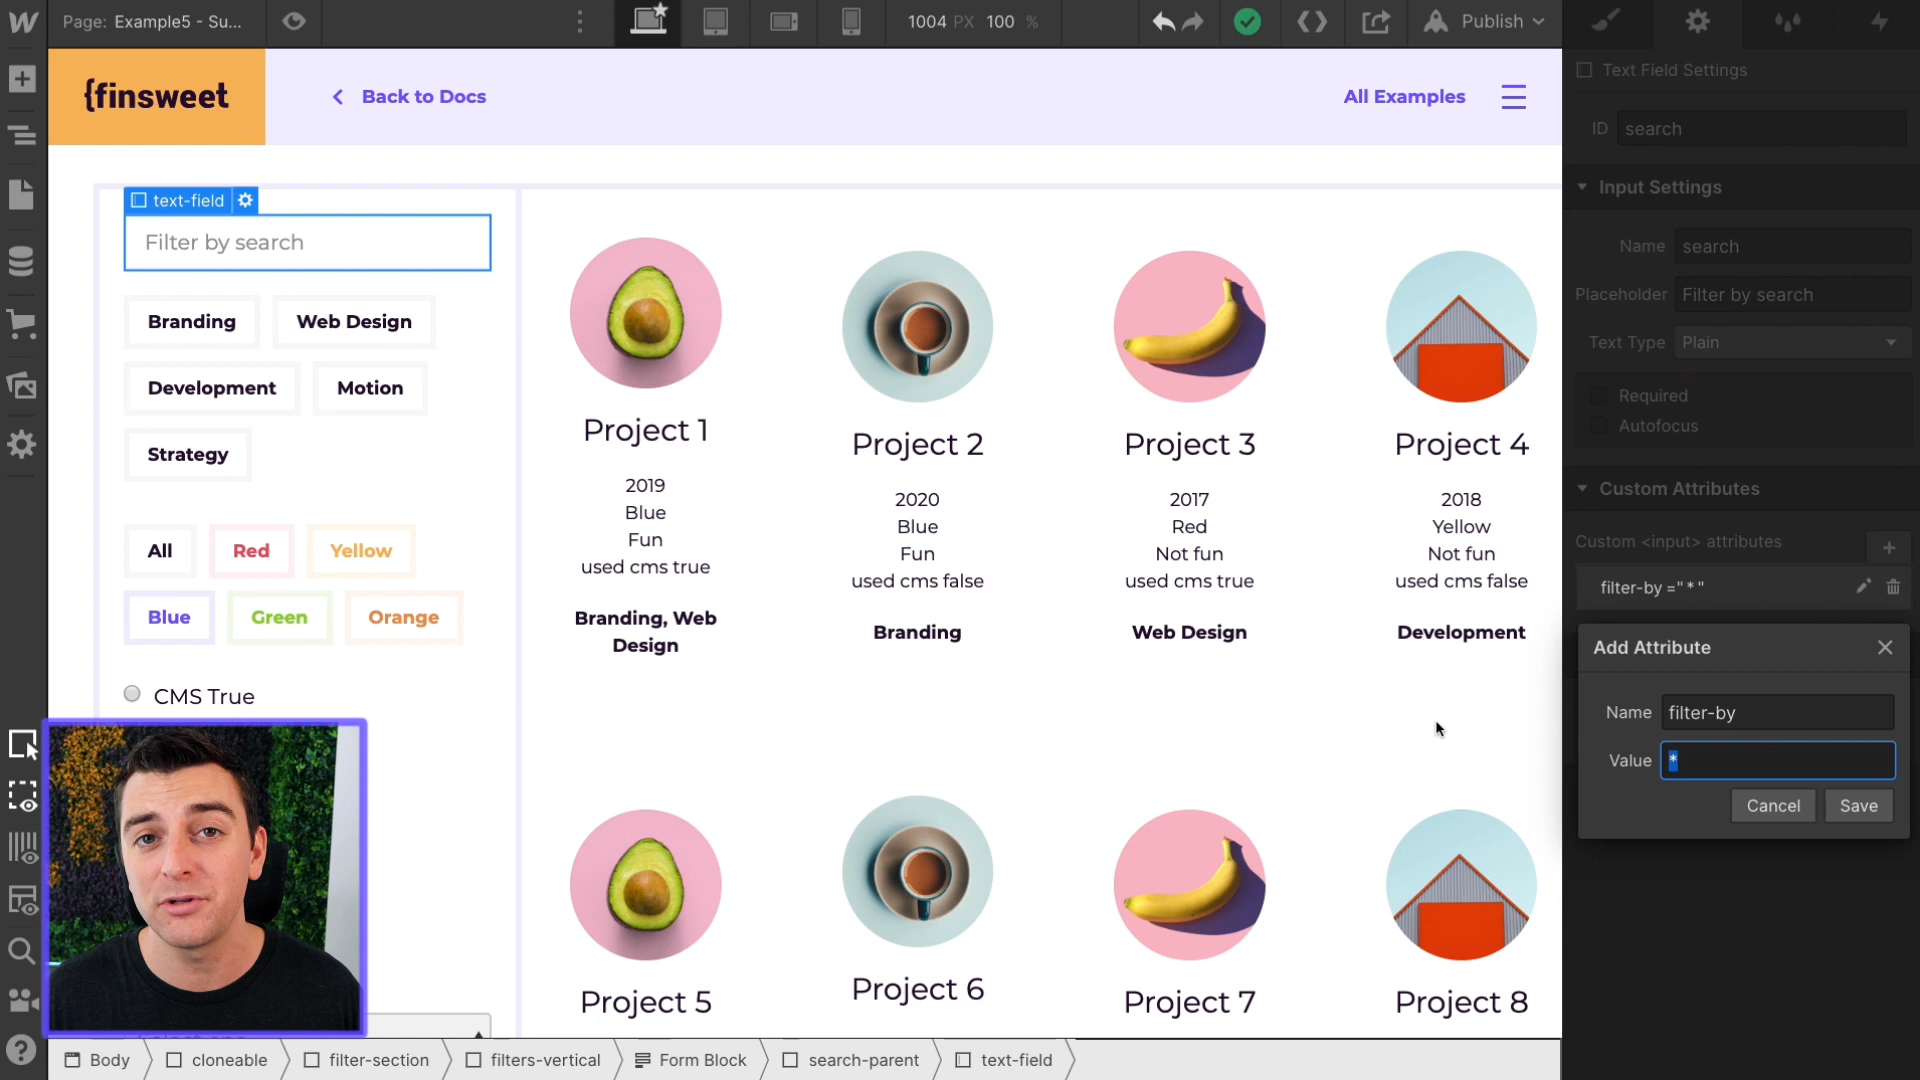 Page: Example5 - Su...
1004 PX 100 %
Publish
{finsweet
Back to Docs
All Examples
text-field
Filter by search
Branding
Web Design
Development
Motion
Strategy
All
Red
Yellow
Blue
Green
Orange
CMS True
Project 1
2019
Blue
Fun
used cms true
Branding, Web
Design
Project 2
2020
Blue
Fun
used cms false
Branding
Project 3
2017
Red
Not fun
used cms true
Web Design
Project 4
2018
Yellow
Not fun
used cms false
Development
Project 5
Project 6
Project 7
Project 8
Text Field Settings
ID search
Input Settings
Name search
Placeholder Filter by search
Text Type Plain
Required
Autofocus
Custom Attributes
Custom <input> attributes
filter-by ="*"
Add Attribute
Name filter-by
Value *
Cancel
Save
Body
cloneable
filter-section
filters-vertical
Form Block
search-parent
text-field